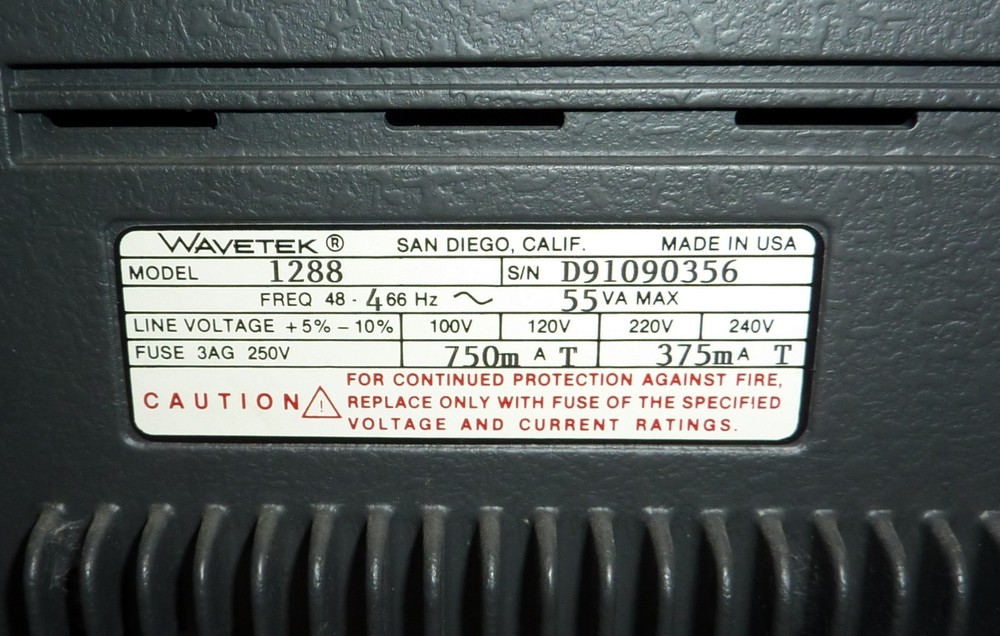 WAVETEK ® SAN DIEGO, CALIF. MADE IN USA
MODEL 1288 S/N D91090356
FREQ 48 - 466 Hz ∼ 55 VA MAX
LINE VOLTAGE +5% – 10% 100V 120V 220V 240V
FUSE 3AG 250V 750m A T 375m A T
CAUTION ! FOR CONTINUED PROTECTION AGAINST FIRE,
REPLACE ONLY WITH FUSE OF THE SPECIFIED
VOLTAGE AND CURRENT RATINGS.